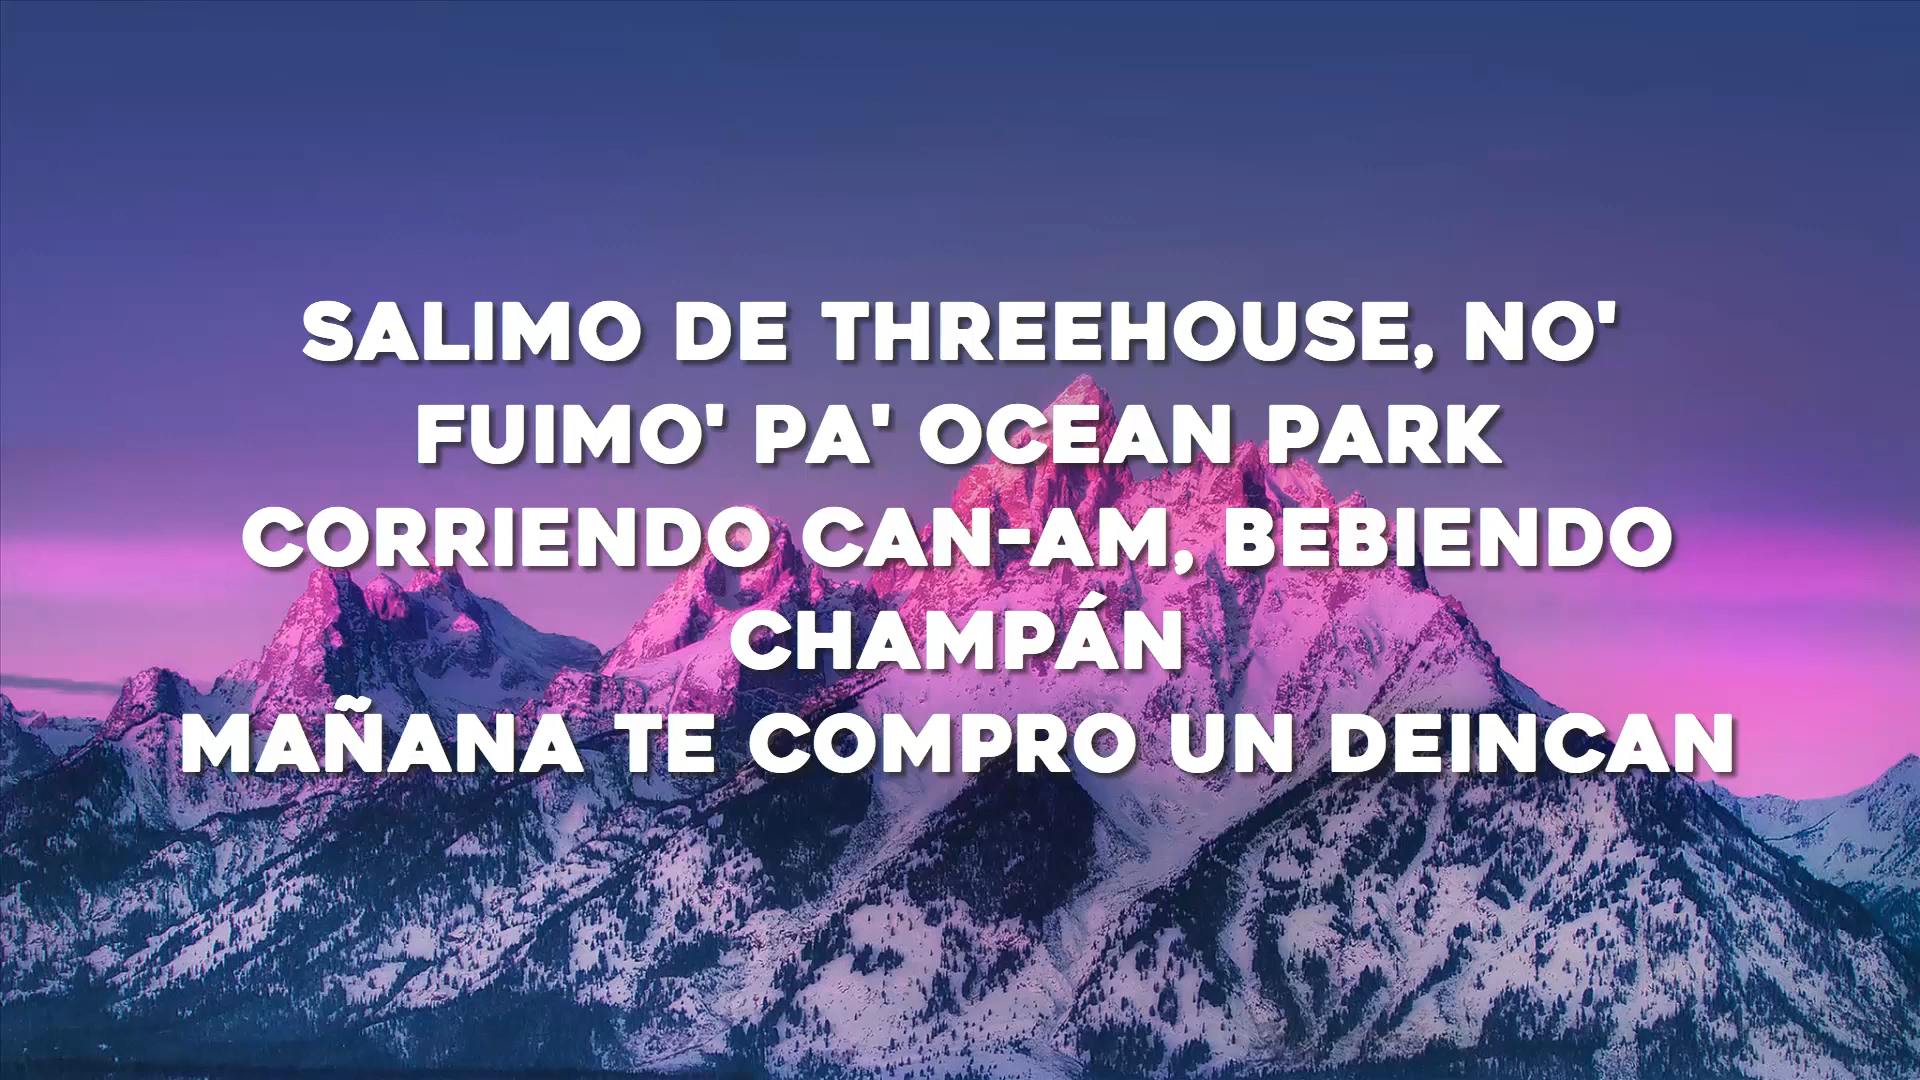 SALIMO DE THREEHOUSE, NO'
FUIMO' PA' OCEAN PARK
CORRIENDO CAN-AM, BEBIENDO
CHAMPÁN
MAÑANA TE COMPRO UN DEINCAN